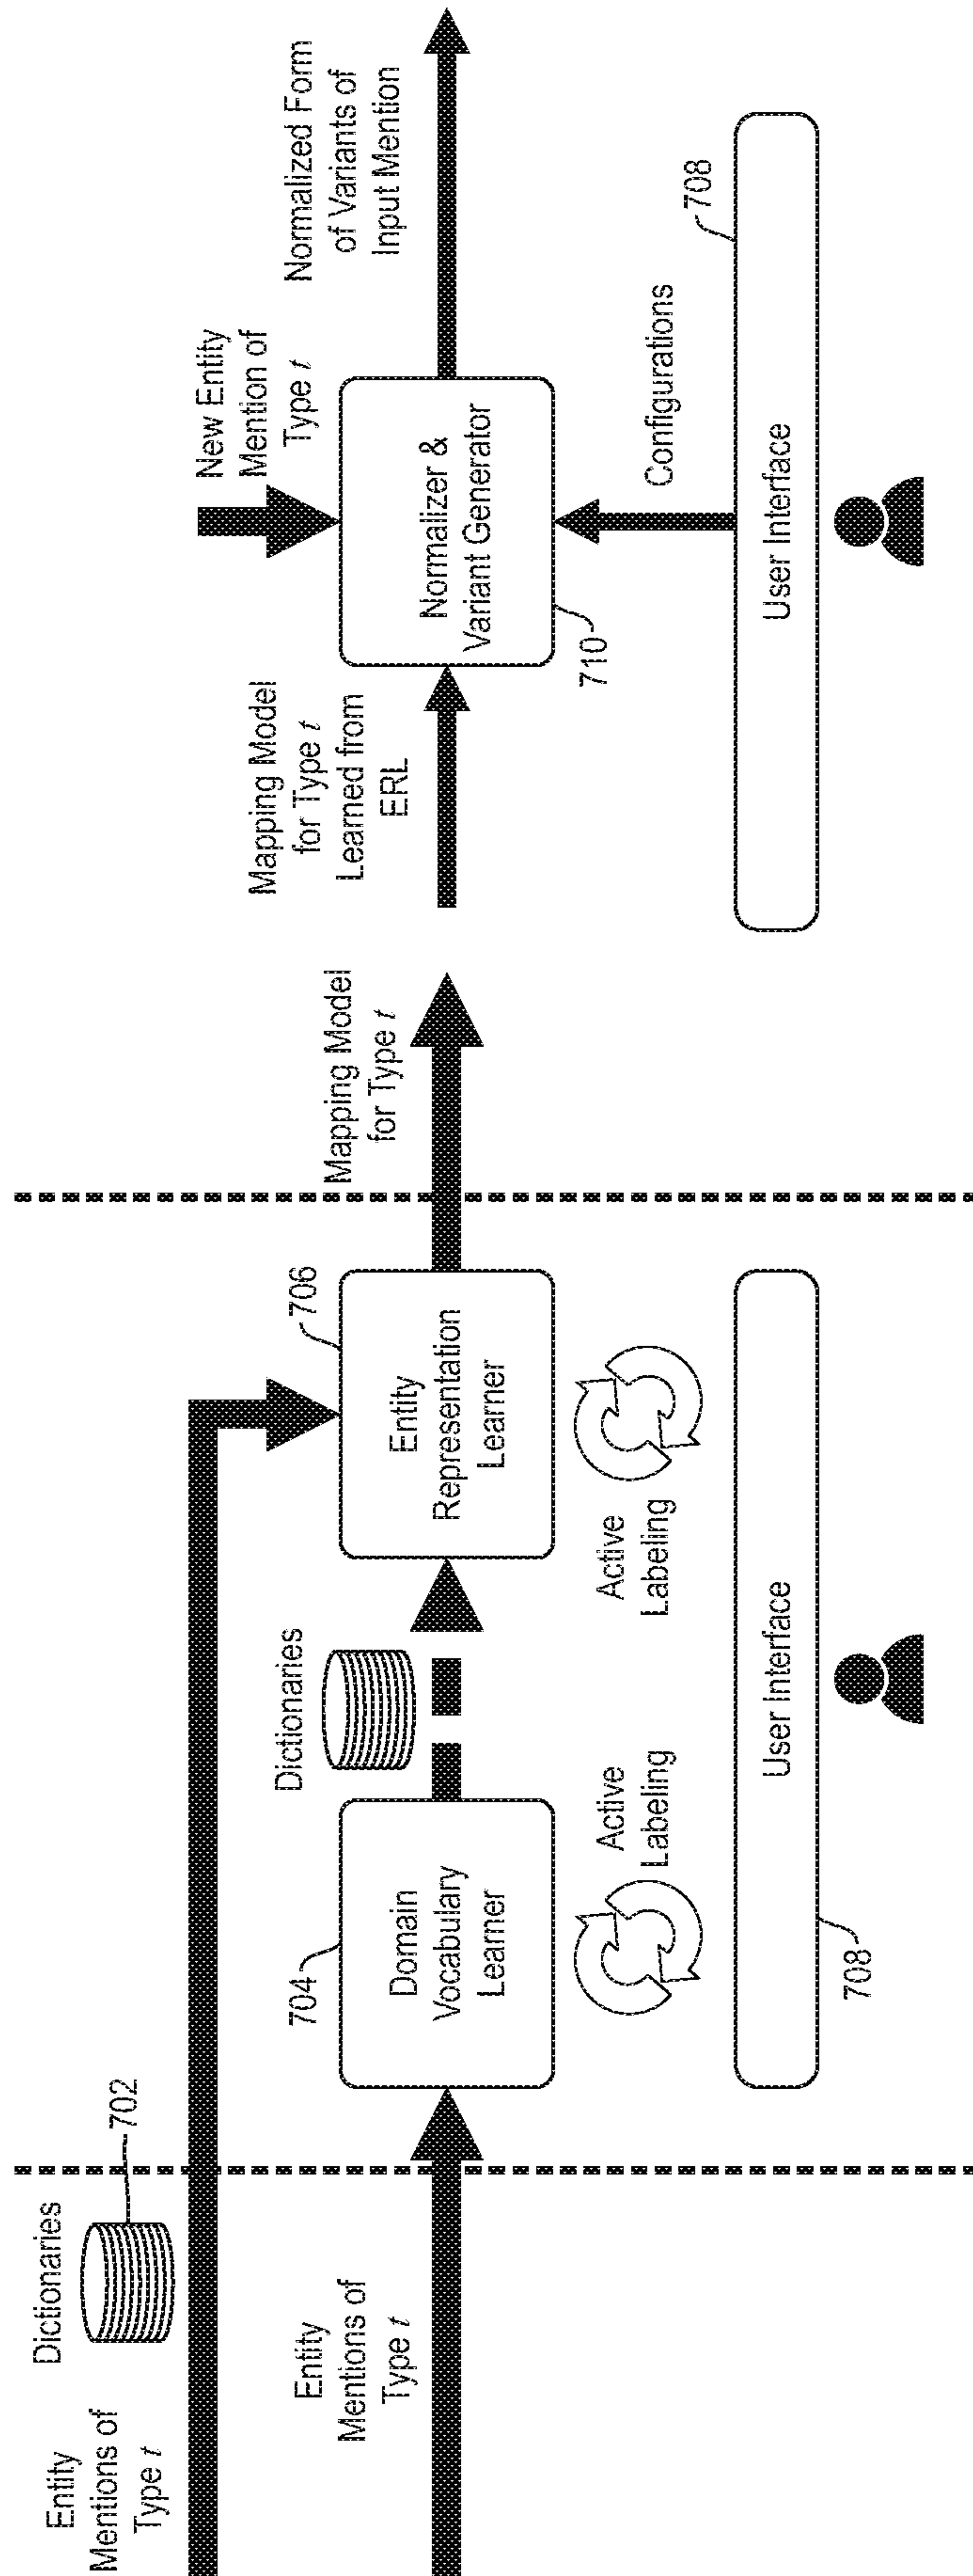 Entity
Mentions of
Type t
Dictionaries
702
Entity
Mentions of
Type t
704
Domain
Vocabulary
Learner
Dictionaries
706
Entity
Representation
Learner
Active
Labeling
Active
Labeling
708
User Interface
Mapping Model
for Type t
Mapping Model
for Type t
Learned from
ERL
New Entity
Mention of
Type t
Normalizer &
Variant Generator
710
Normalized Form
of Variants of
Input Mention
Configurations
708
User Interface